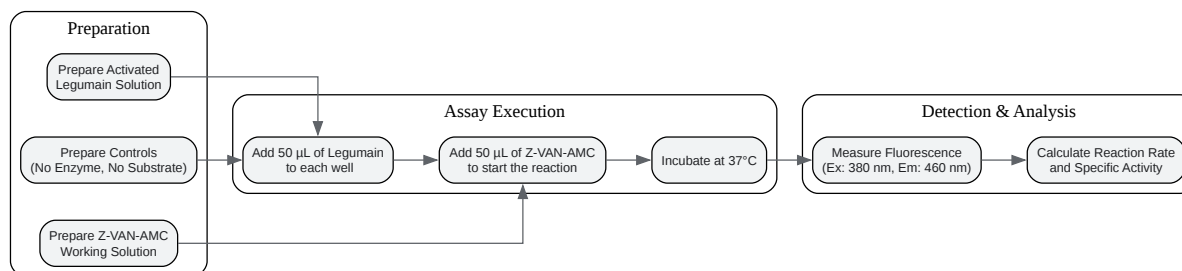 Preparation
Prepare Activated
Legumain Solution
Prepare Controls
(No Enzyme, No Substrate)
Prepare Z-VAN-AMC
Working Solution
Assay Execution
Add 50 µL of Legumain
to each well
Add 50 µL of Z-VAN-AMC
to start the reaction
Incubate at 37°C
Detection & Analysis
Measure Fluorescence
(Ex: 380 nm, Em: 460 nm)
Calculate Reaction Rate
and Specific Activity